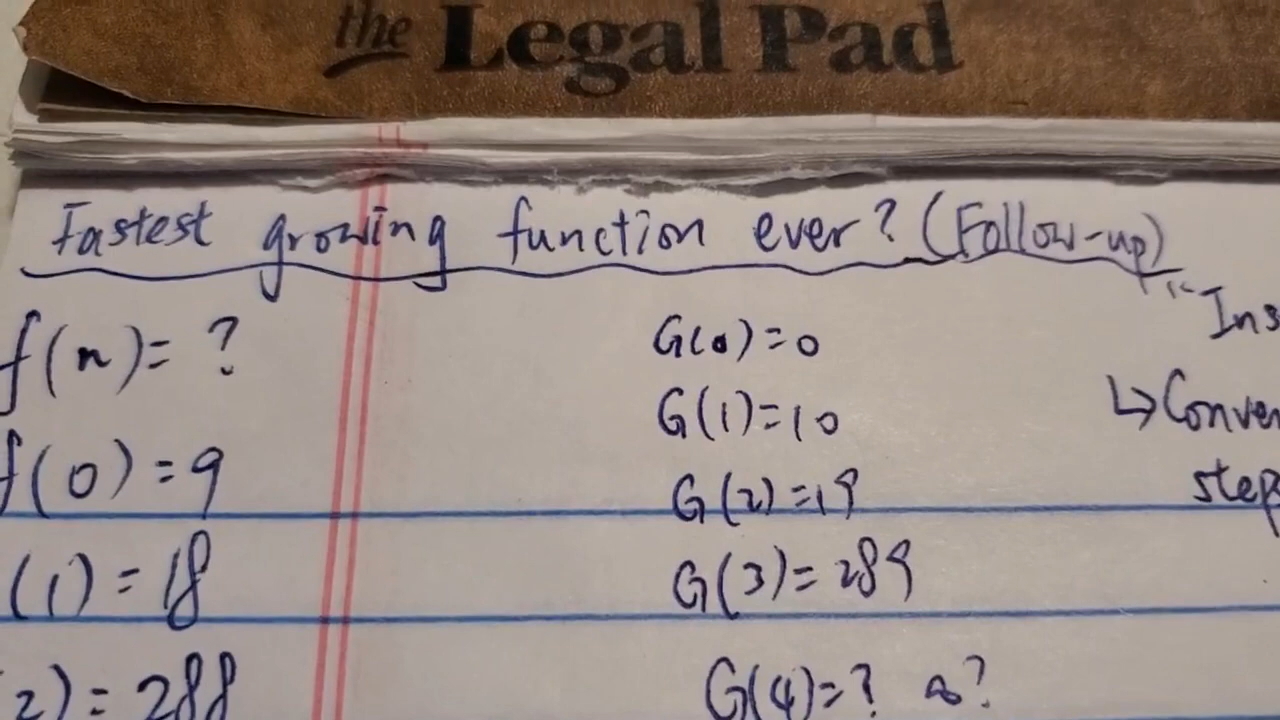 the Legal Pad
Fastest growing function ever? (Follow-up)
f(n)= ?
G(0)=0
"Ins
G(1)=10
↳ Conver
f(0)=9
G(2)=19
step
(1)=18
G(3)=289
2)=288
G(4)=? ∞?